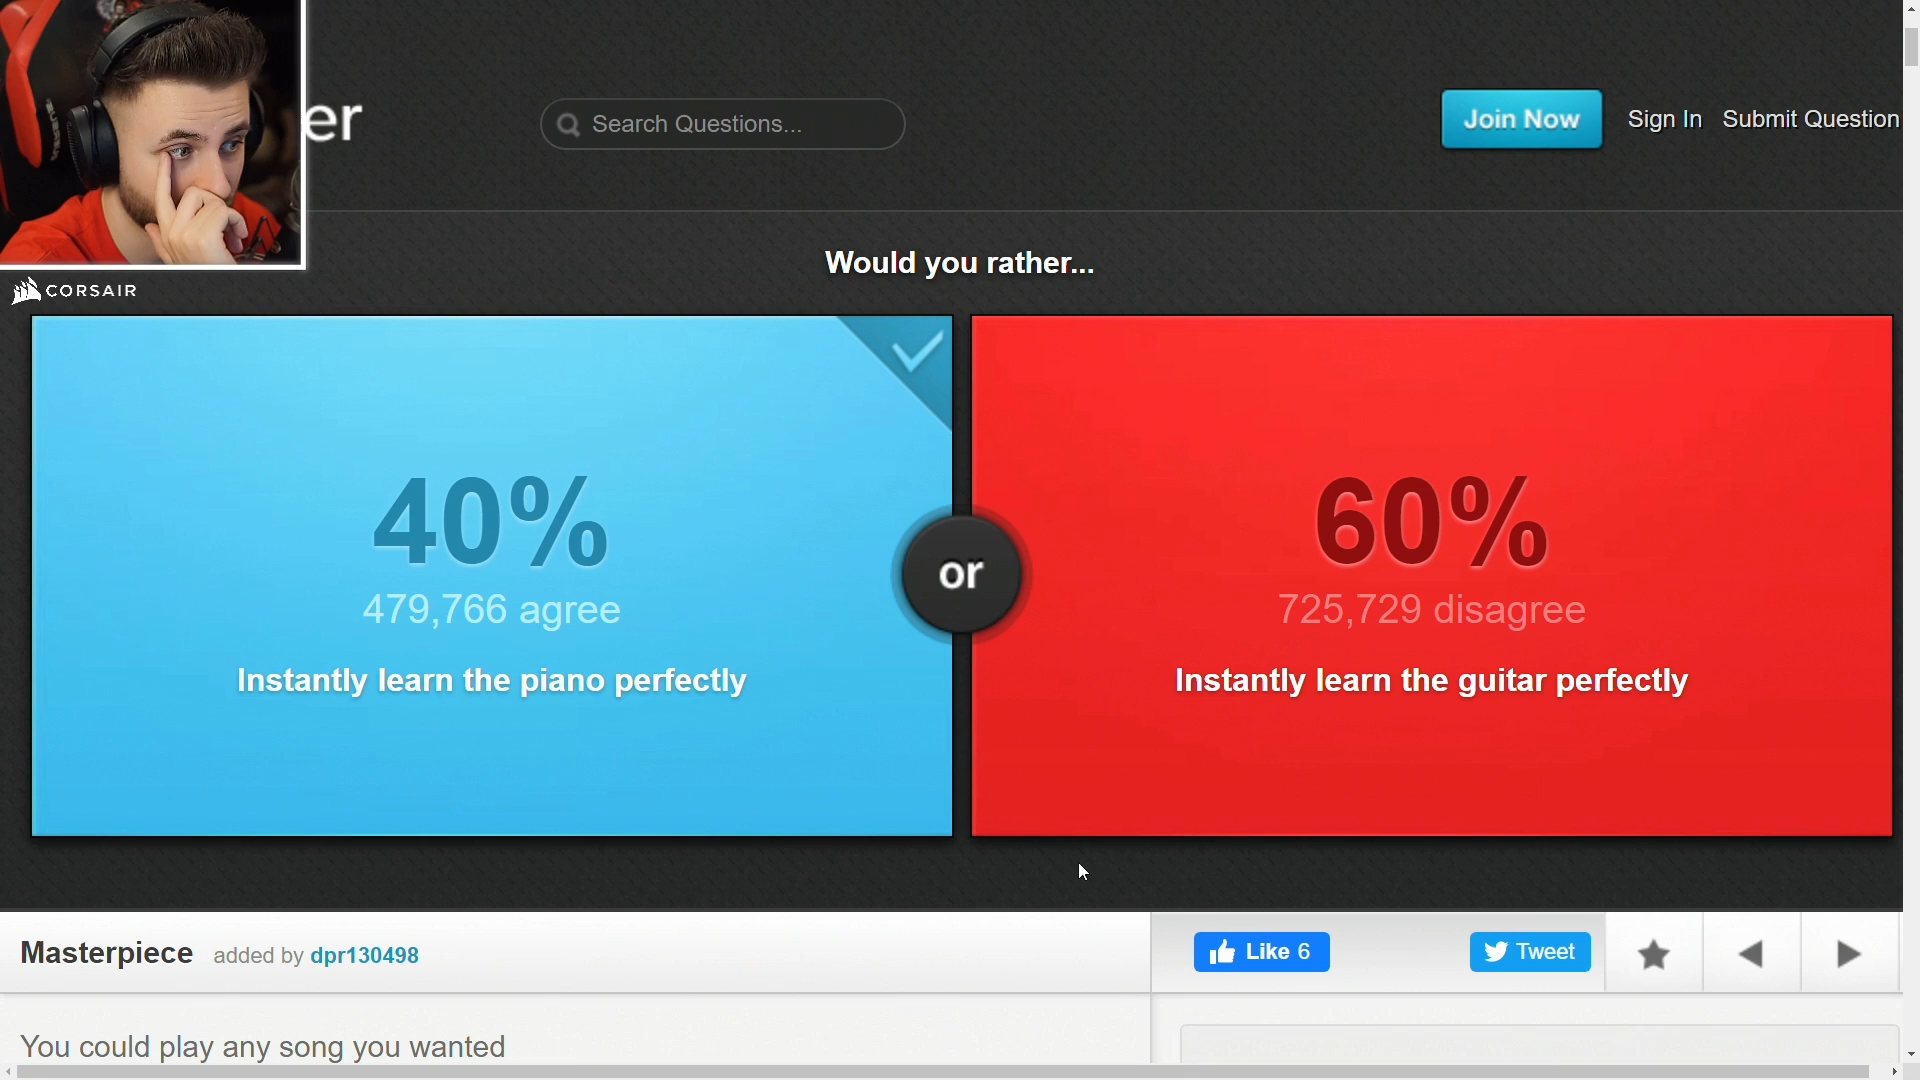 er
Search Questions...
Join Now
Sign In
Submit Question
Would you rather...
CORSAIR
40%
479,766 agree
Instantly learn the piano perfectly
or
60%
725,729 disagree
Instantly learn the guitar perfectly
Masterpiece added by dpr130498
Like 6
Tweet
You could play any song you wanted